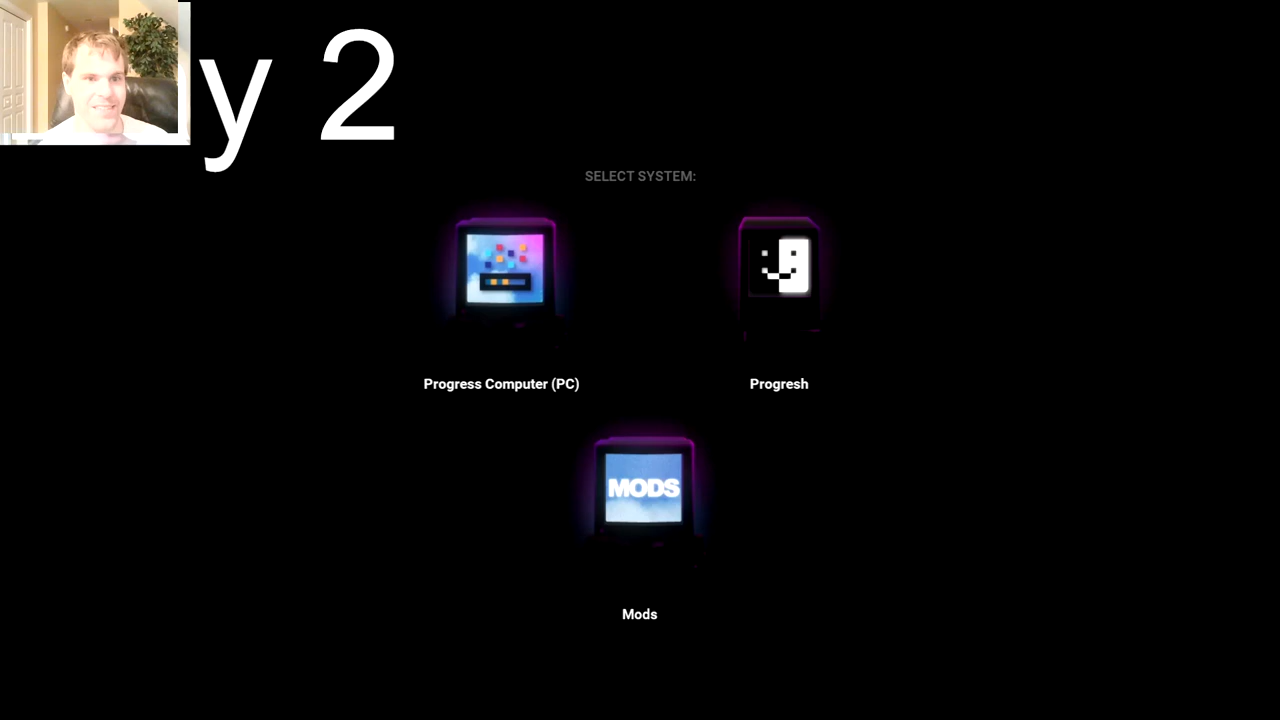 y 2
SELECT SYSTEM:
Progress Computer (PC)
Progresh
MODS
Mods